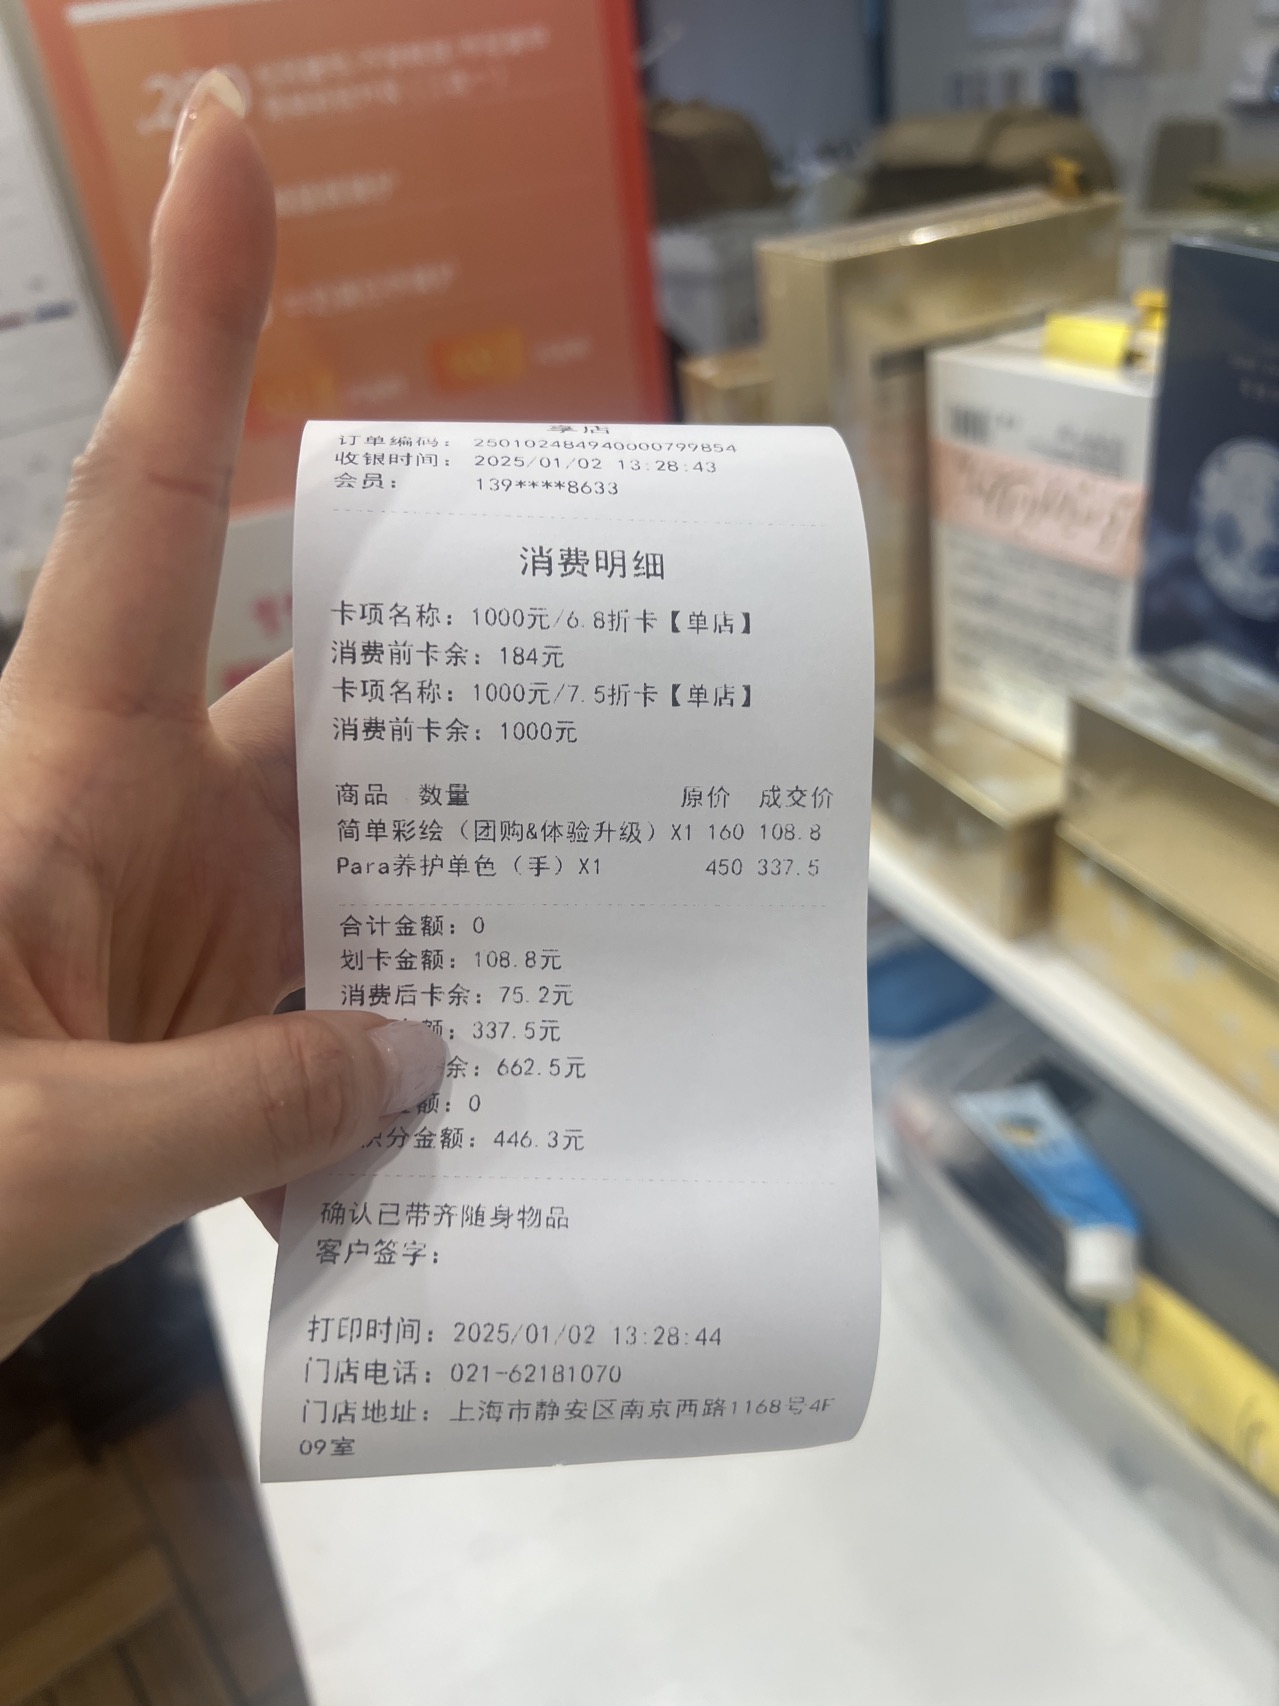 享店
订单编码： 25010248494000079​9854
收银时间： 2025/01/02 13:28:43
会员： 139****8633
消费明细
卡项名称：1000元/6.8折卡【单店】
消费前卡余：184元
卡项名称：1000元/7.5折卡【单店】
消费前卡余：1000元
商品 数量 原价 成交价
简单彩绘（团购&体验升级）X1 160 108.8
Para养护单色（手）X1 450 337.5
合计金额：0
划卡金额：108.8元
消费后卡余：75.2元
额：337.5元
余：662.5元
额：0
积分金额：446.3元
确认已带齐随身物品
客户签字：
打印时间：2025/01/02 13:28:44
门店电话：021-62181070
门店地址：上海市静安区南京西路1168号4F
09室